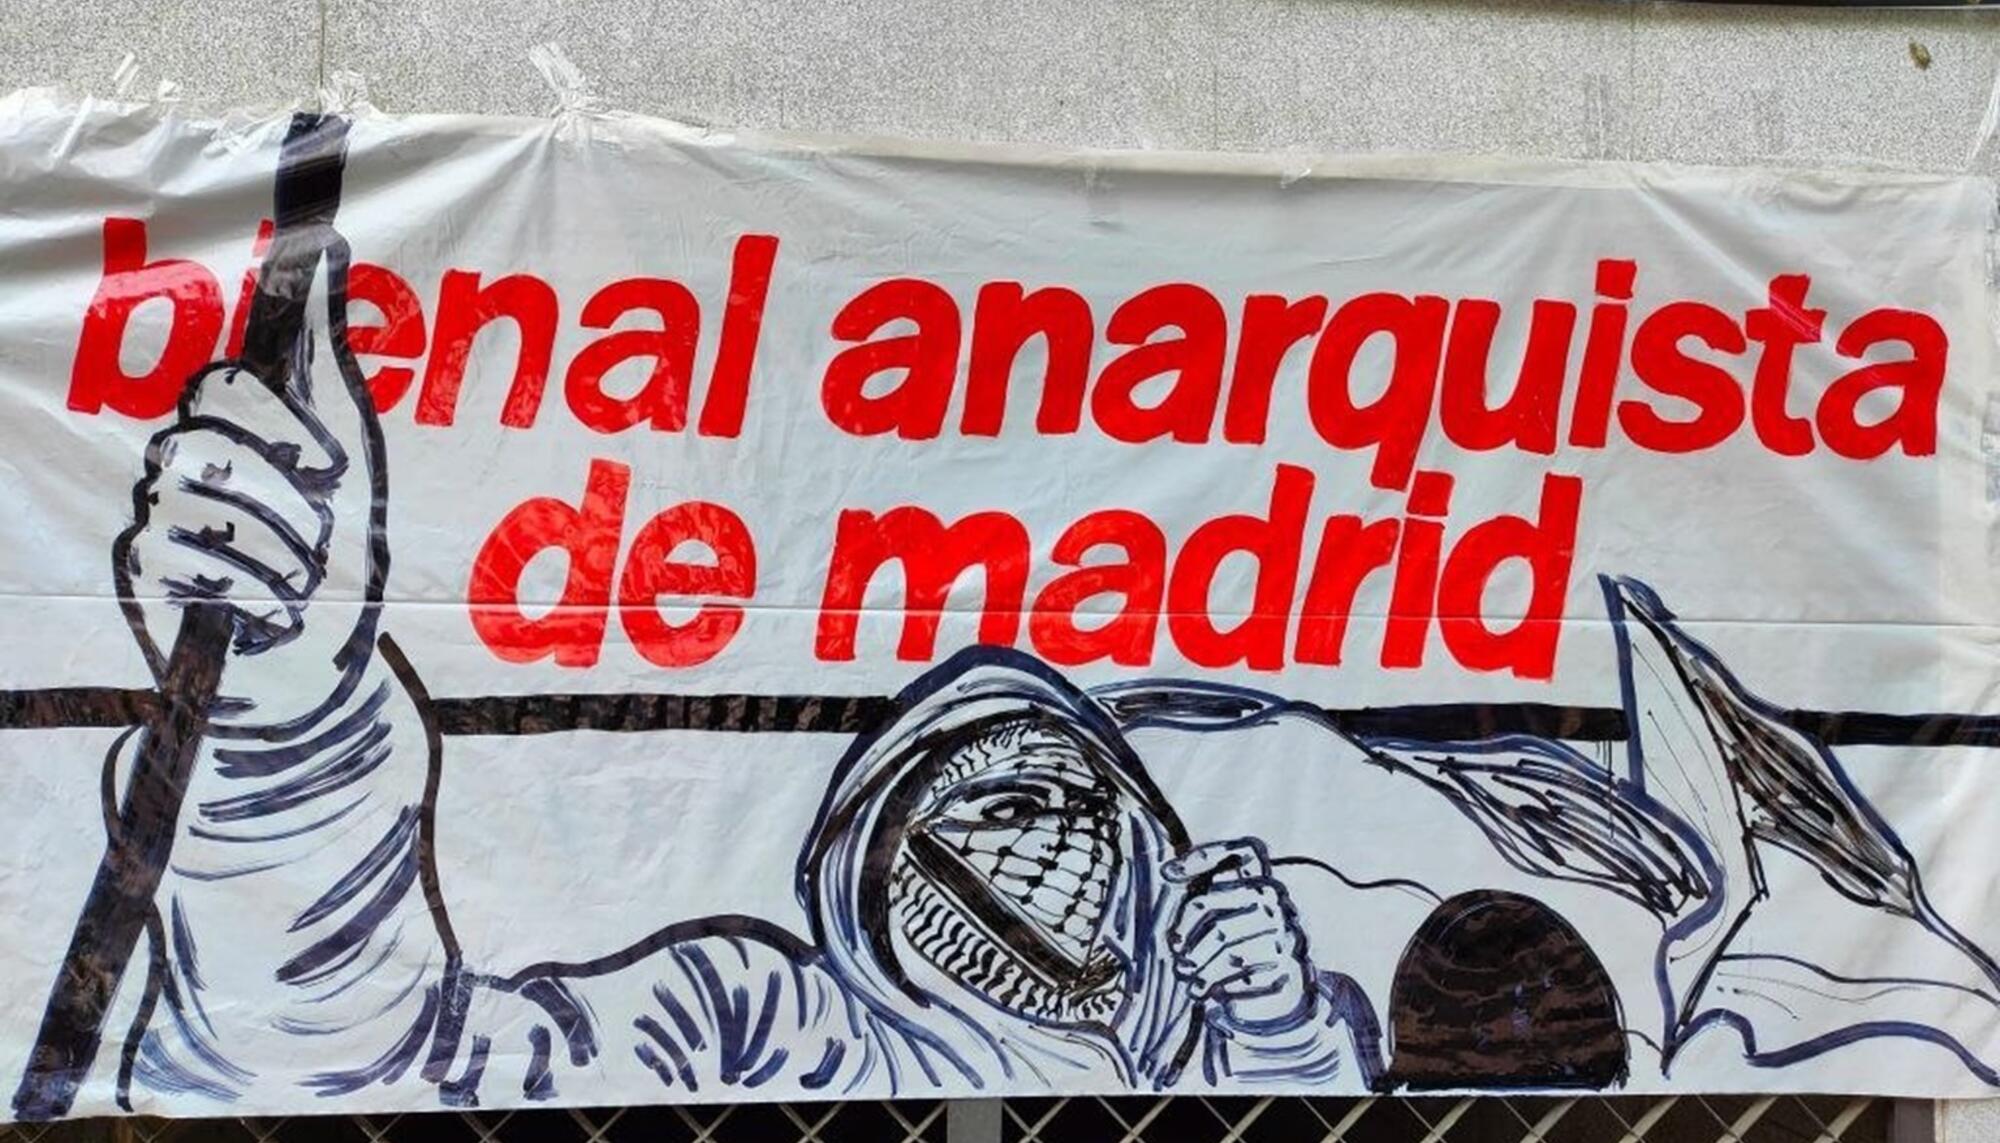 bienal anarquista
de madrid